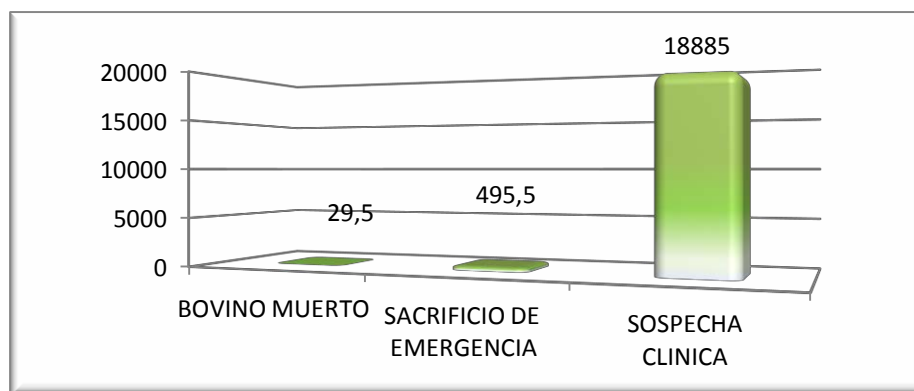 18885
20000
15000
10000
495,5
29,5
5000
0
BOVINO MUERTO
SACRIFICIO DE
EMERGENCIA
SOSPECHA
CLINICA